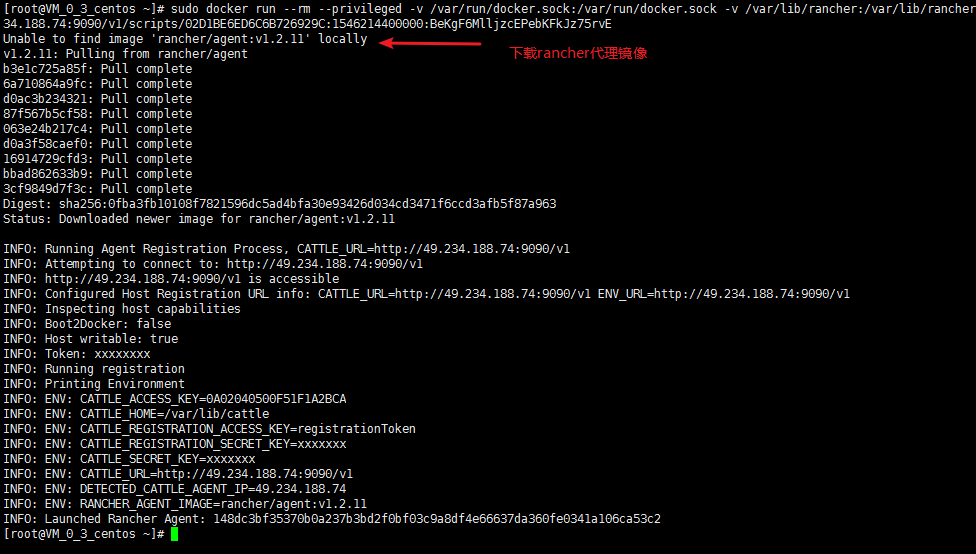 [root@VM_0_3_centos ~]# sudo docker run --rm --privileged -v /var/run/docker.sock:/var/run/docker.sock -v /var/lib/rancher:/var/lib/rancher
34.188.74:9090/v1/scripts/02D1BE6ED6C6B726929C:1546214400000:BeKgF6MlljzcEPebKFkJz75rvE
Unable to find image 'rancher/agent:v1.2.11' locally
下载rancher代理镜像
v1.2.11: Pulling from rancher/agent
b3e1c725a85f: Pull complete
6a710864a9fc: Pull complete
d0ac3b234321: Pull complete
87f567b5cf58: Pull complete
063e24b217c4: Pull complete
d0a3f58caef0: Pull complete
16914729cfd3: Pull complete
bbad862633b9: Pull complete
3cf9849d7f3c: Pull complete
Digest: sha256:0fba3fb10108f7821596dc5ad4bfa30e93426d034cd3471f6ccd3afb5f87a963
Status: Downloaded newer image for rancher/agent:v1.2.11
INFO: Running Agent Registration Process, CATTLE_URL=http://49.234.188.74:9090/v1
INFO: Attempting to connect to: http://49.234.188.74:9090/v1
INFO: http://49.234.188.74:9090/v1 is accessible
INFO: Configured Host Registration URL info: CATTLE_URL=http://49.234.188.74:9090/v1 ENV_URL=http://49.234.188.74:9090/v1
INFO: Inspecting host capabilities
INFO: Boot2Docker: false
INFO: Host writable: true
INFO: Token: xxxxxxxx
INFO: Running registration
INFO: Printing Environment
INFO: ENV: CATTLE_ACCESS_KEY=0A02040500F51F1A2BCA
INFO: ENV: CATTLE_HOME=/var/lib/cattle
INFO: ENV: CATTLE_REGISTRATION_ACCESS_KEY=registrationToken
INFO: ENV: CATTLE_REGISTRATION_SECRET_KEY=xxxxxxx
INFO: ENV: CATTLE_SECRET_KEY=xxxxxxx
INFO: ENV: CATTLE_URL=http://49.234.188.74:9090/v1
INFO: ENV: DETECTED_CATTLE_AGENT_IP=49.234.188.74
INFO: ENV: RANCHER_AGENT_IMAGE=rancher/agent:v1.2.11
INFO: Launched Rancher Agent: 148dc3bf35370b0a237b3bd2f0bf03c9a8df4e66637da360fe0341a106ca53c2
[root@VM_0_3_centos ~]#